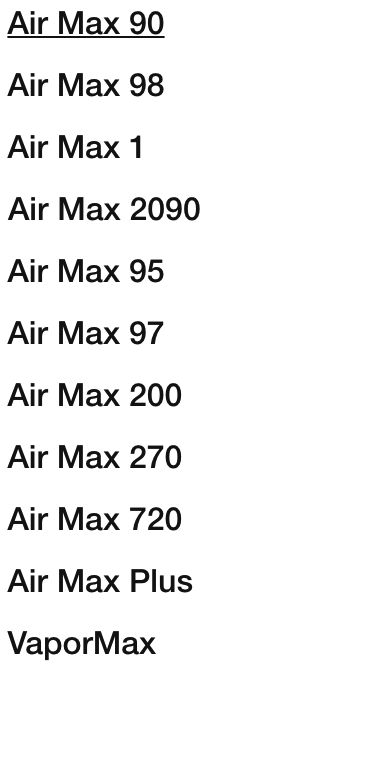 Air Max 90
Air Max 98
Air Max 1
Air Max 2090
Air Max 95
Air Max 97
Air Max 200
Air Max 270
Air Max 720
Air Max Plus
VaporMax